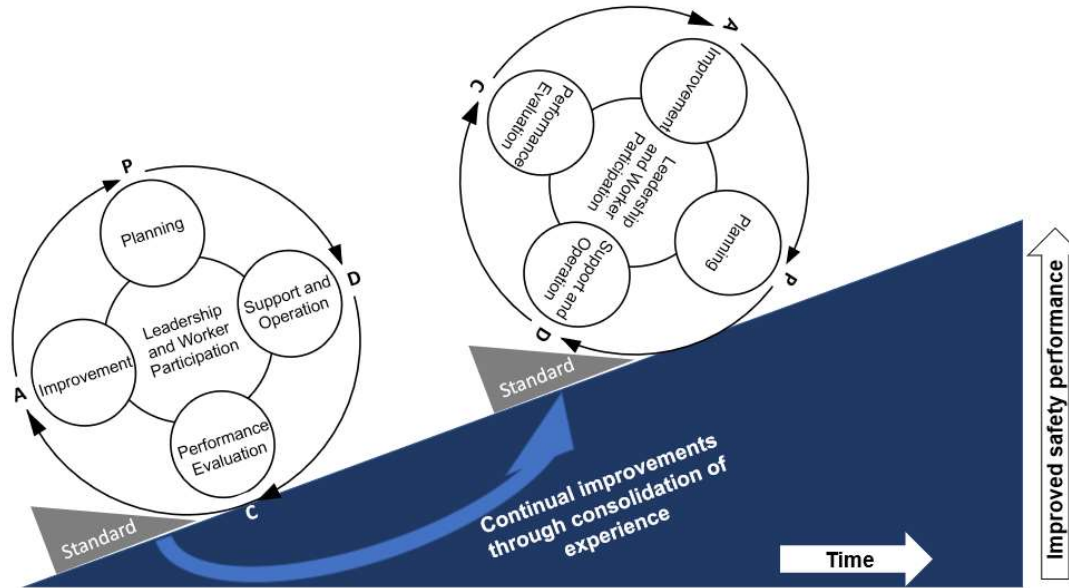 P
Planning
D
Support and
Operation
Leadership
and Worker
Participation
Improvement
A
Performance
Evaluation
C
Standard
A
Improvement
C
Performance
Evaluation
Leadership
and Worker
Participation
Planning
P
Support and
Operation
D
Standard
Continual improvements
through consolidation of
experience
Time
Improved safety performance